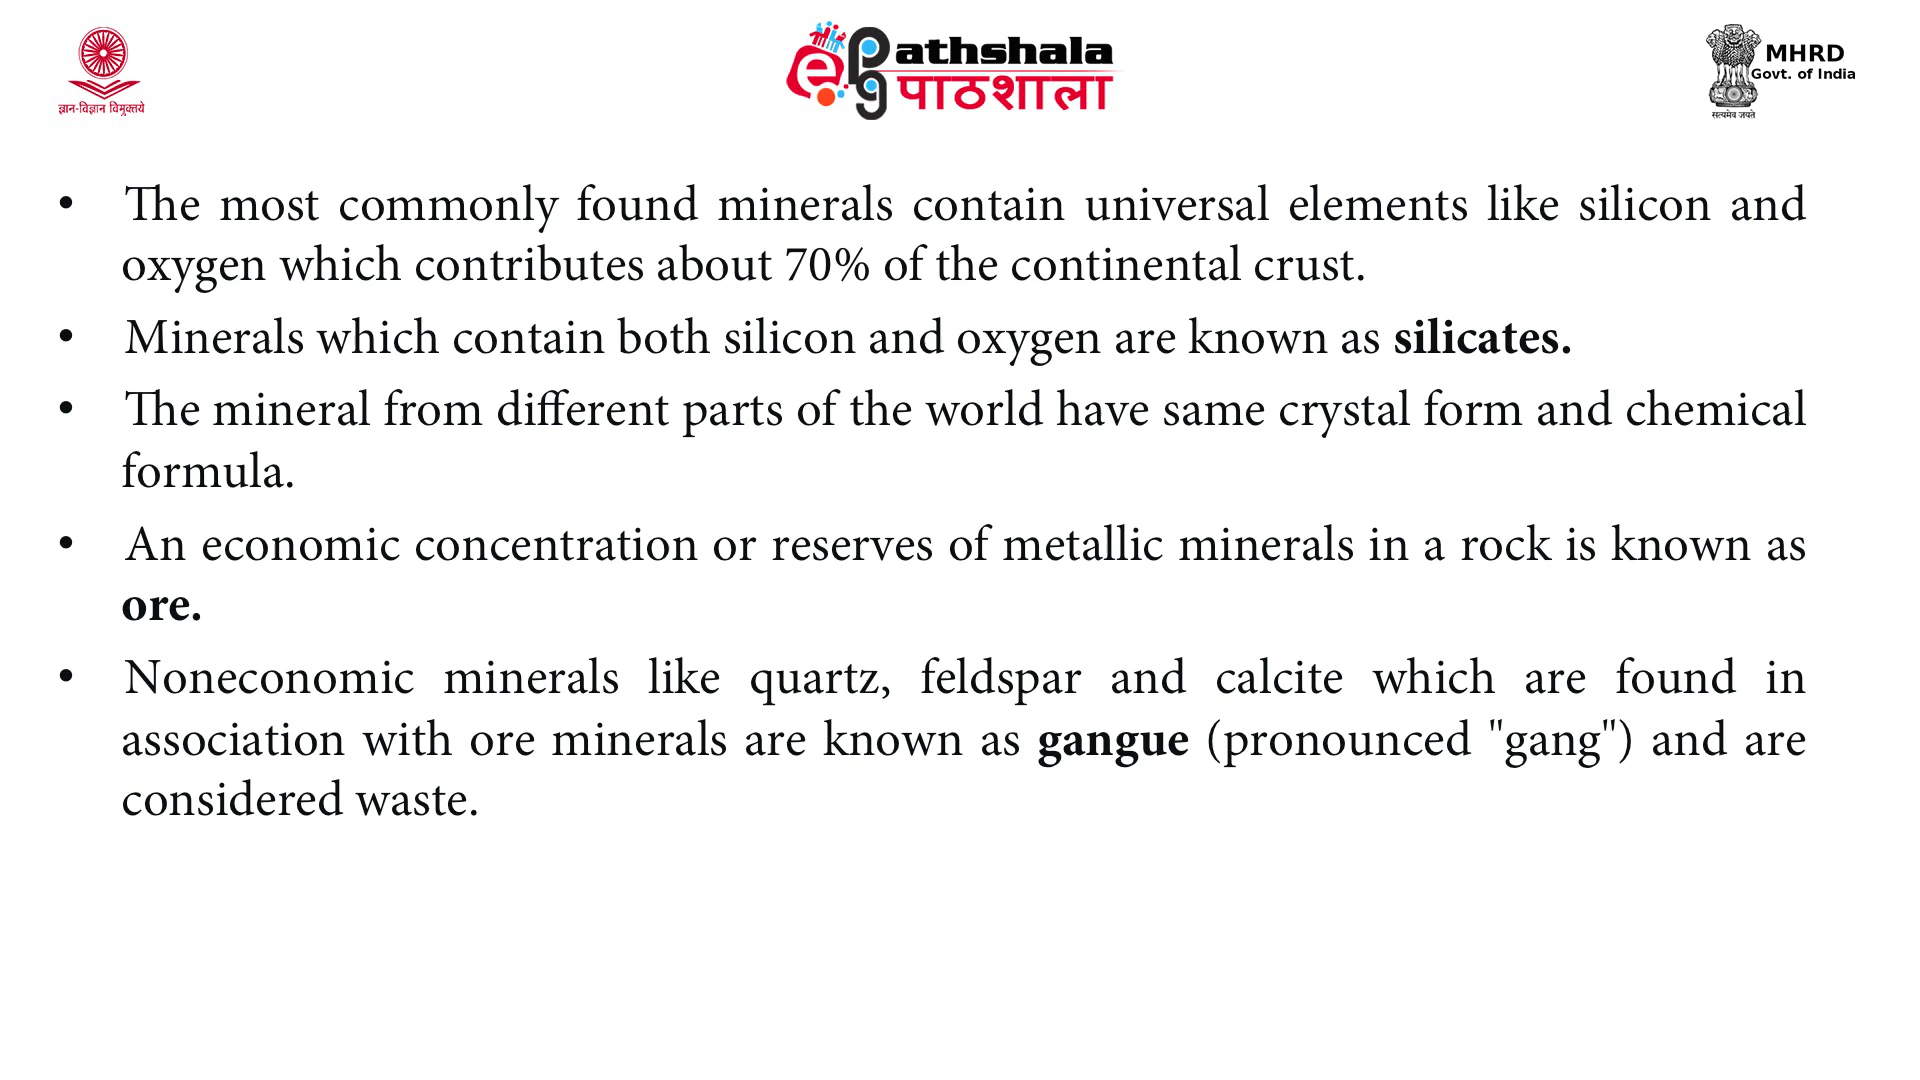 ज्ञान-विज्ञान विमुक्तये
ePg athshala
पाठशाला
MHRD
Govt. of India
सत्यमेव जयते
• The most commonly found minerals contain universal elements like silicon and
oxygen which contributes about 70% of the continental crust.
• Minerals which contain both silicon and oxygen are known as silicates.
• The mineral from different parts of the world have same crystal form and chemical
formula.
• An economic concentration or reserves of metallic minerals in a rock is known as
ore.
• Noneconomic minerals like quartz, feldspar and calcite which are found in
association with ore minerals are known as gangue (pronounced "gang") and are
considered waste.